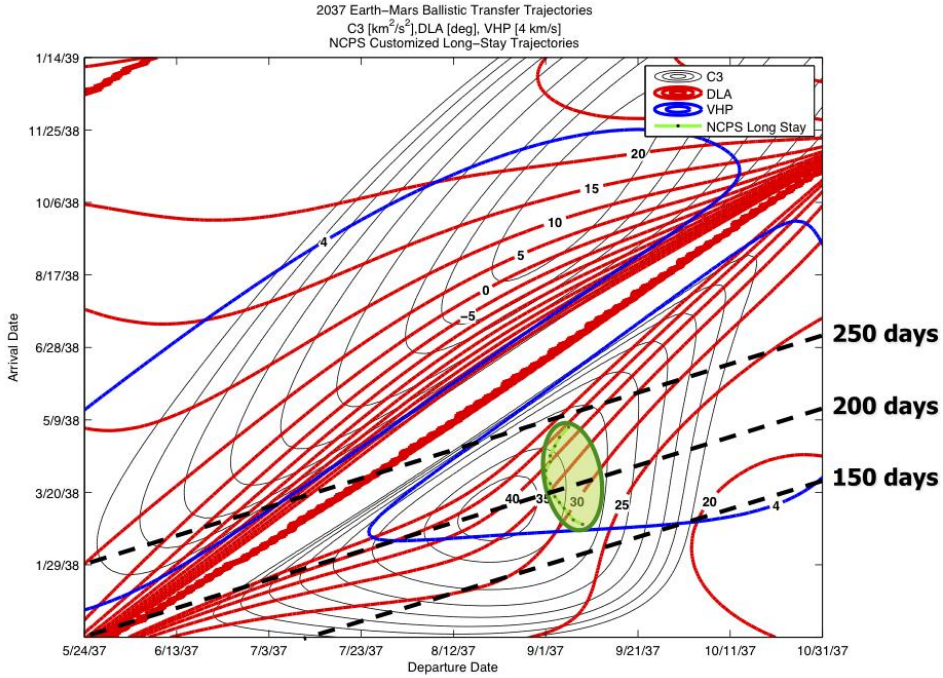 2037 Earth−Mars Ballistic Transfer Trajectories
C3 [km²/s²],DLA [deg], VHP [4 km/s]
NCPS Customized Long−Stay Trajectories
C3
DLA
VHP
NCPS Long Stay
Arrival Date
1/14/39
11/25/38
10/6/38
8/17/38
6/28/38
5/9/38
3/20/38
1/29/38
20
15
10
5
0
−5
4
40
35
30
25
20
4
250 days
200 days
150 days
5/24/37
6/13/37
7/3/37
7/23/37
8/12/37
9/1/37
9/21/37
10/11/37
10/31/37
Departure Date